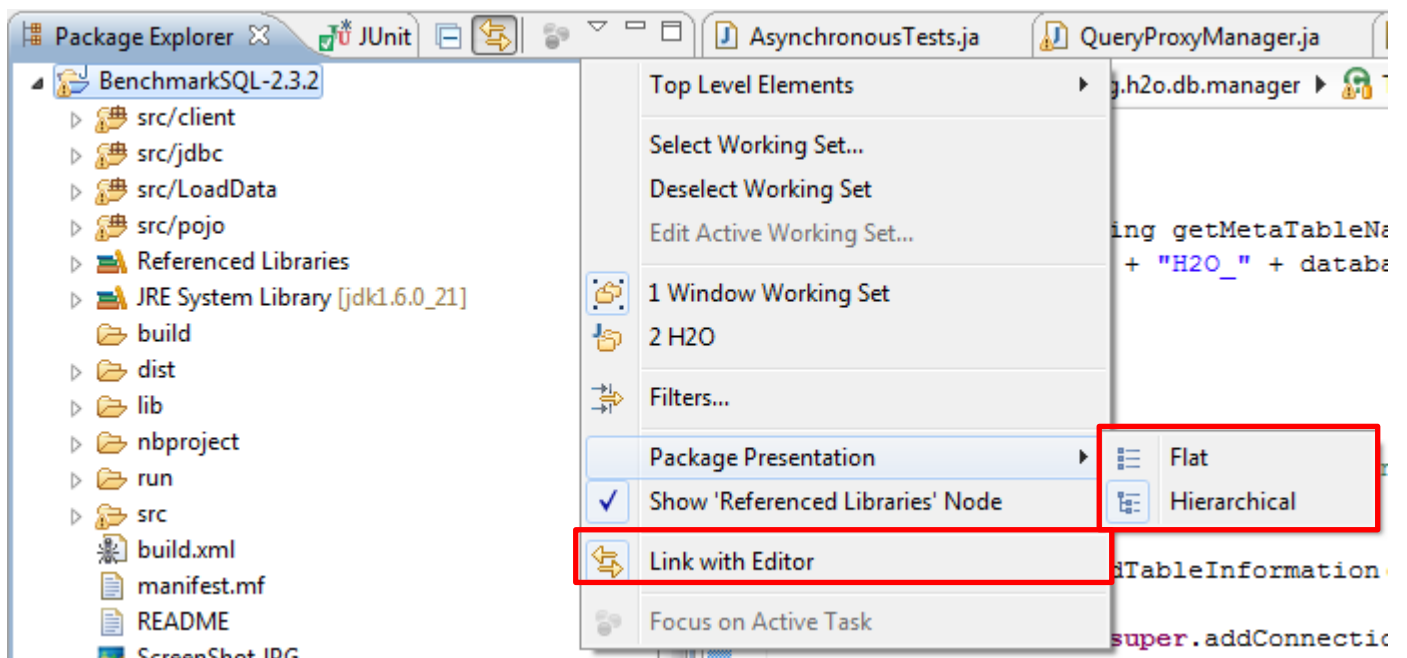 Package Explorer
JUnit
AsynchronousTests.ja
QueryProxyManager.ja
BenchmarkSQL-2.3.2
src/client
src/jdbc
src/LoadData
src/pojo
Referenced Libraries
JRE System Library [jdk1.6.0_21]
build
dist
lib
nbproject
run
src
build.xml
manifest.mf
README
ScreenShot.JPG
Top Level Elements
Select Working Set...
Deselect Working Set
Edit Active Working Set...
1 Window Working Set
2 H2O
Filters...
Package Presentation
Show 'Referenced Libraries' Node
Link with Editor
Focus on Active Task
Flat
Hierarchical
g.h2o.db.manager
ing getMetaTableNa
+ "H2O_" + databa
dTableInformation
super.addConnectio